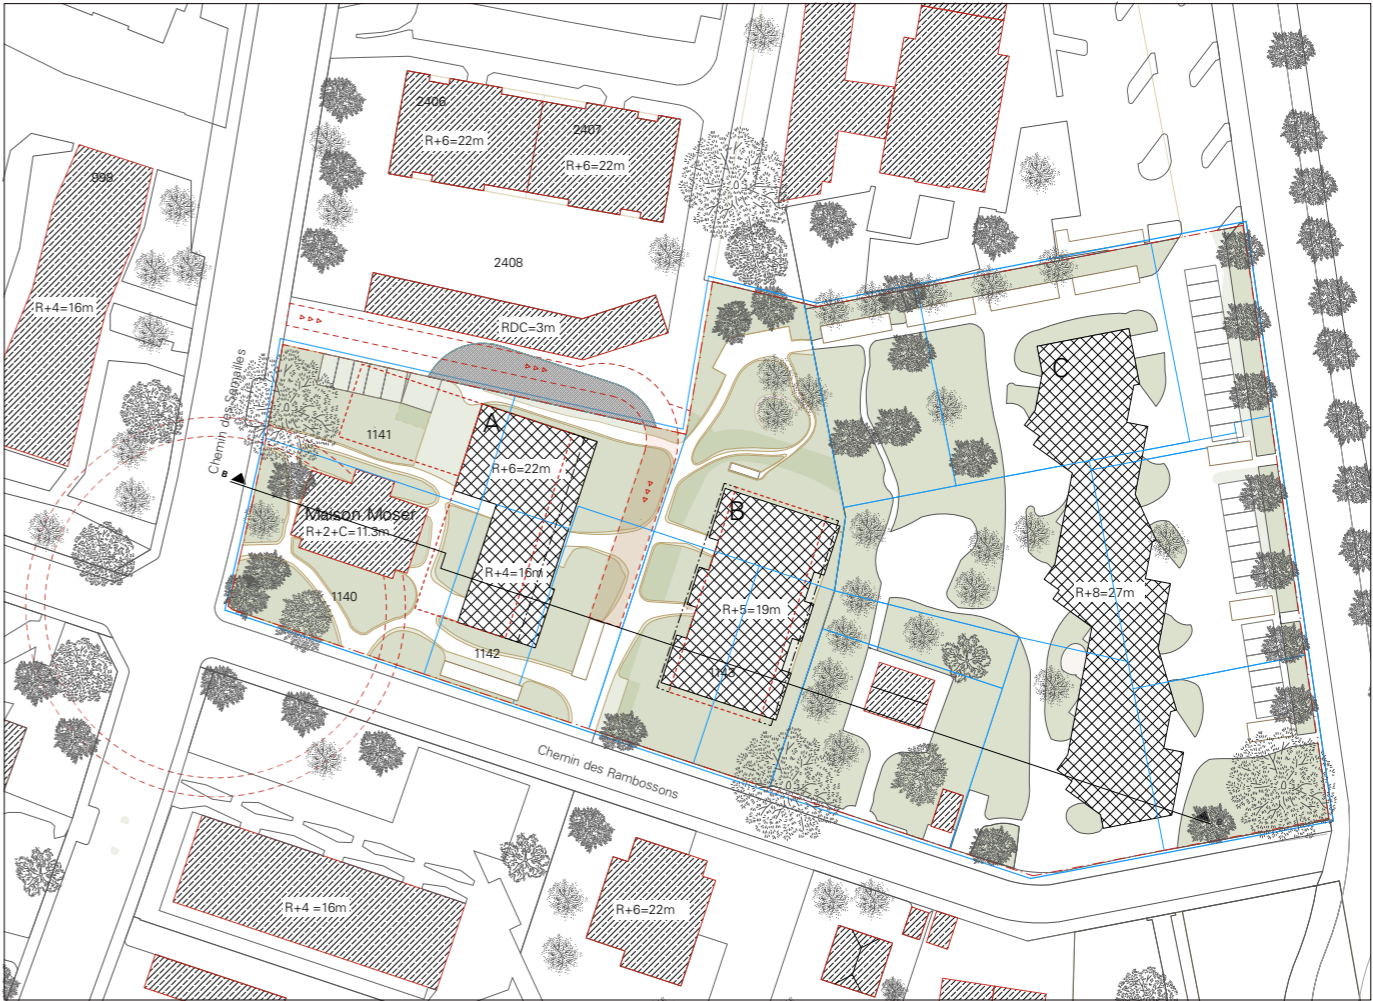 2406
R+6=22m
2407
R+6=22m
998
2408
R+4=16m
RDC=3m
C
Chemin des Semailles
1141
A
R+6=22m
B
Maison Moser
R+2+C=11.3m
B
R+4=16m
R+5=19m
R+8=27m
1140
1142
143
Chemin des Rambossons
R+4 =16m
R+6=22m